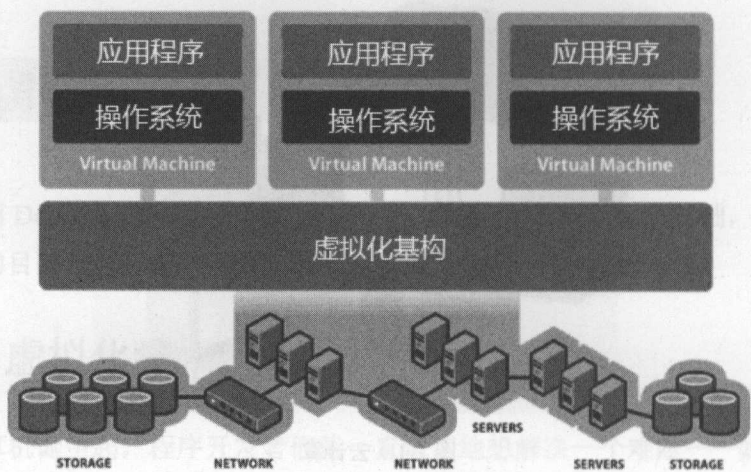 应用程序 应用程序 应用程序
操作系统 操作系统 操作系统
Virtual Machine Virtual Machine Virtual Machine
虚拟化基构
SERVERS
STORAGE NETWORK NETWORK SERVERS STORAGE